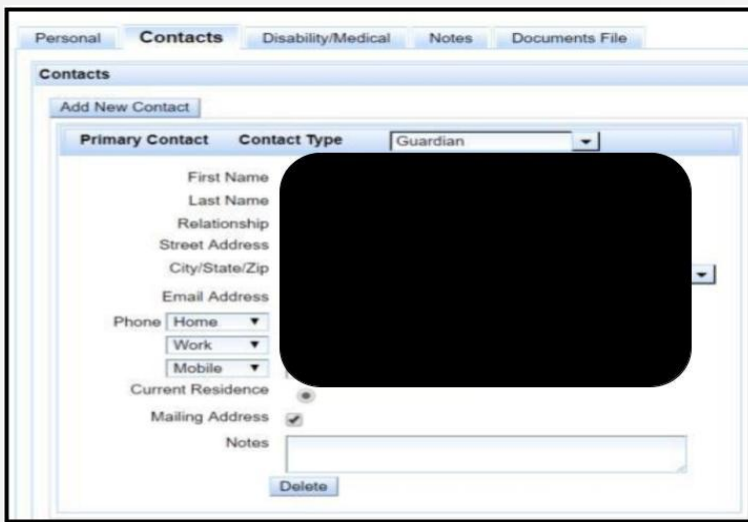 Personal Contacts Disability/Medical Notes Documents File
Contacts
Add New Contact
Primary Contact Contact Type Guardian
First Name
Last Name
Relationship
Street Address
City/State/Zip
Email Address
Phone Home
Work
Mobile
Current Residence
Mailing Address
Notes
Delete